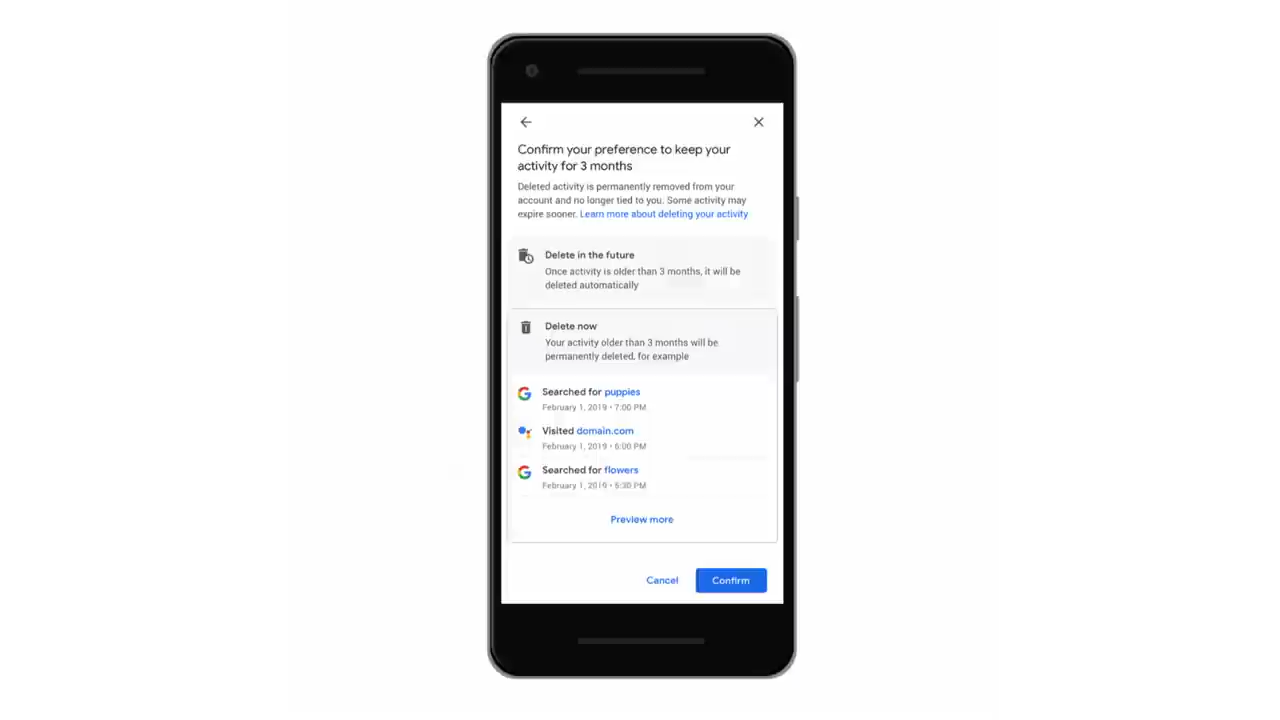 Confirm your preference to keep your
activity for 3 months
Deleted activity is permanently removed from your
account and no longer tied to you. Some activity may
expire sooner. Learn more about deleting your activity
Delete in the future
Once activity is older than 3 months, it will be
deleted automatically
Delete now
Your activity older than 3 months will be
permanently deleted, for example
Searched for puppies
February 1, 2019 • 7:00 PM
Visited domain.com
February 1, 2019 • 6:00 PM
Searched for flowers
February 1, 2019 • 5:30 PM
Preview more
Cancel
Confirm